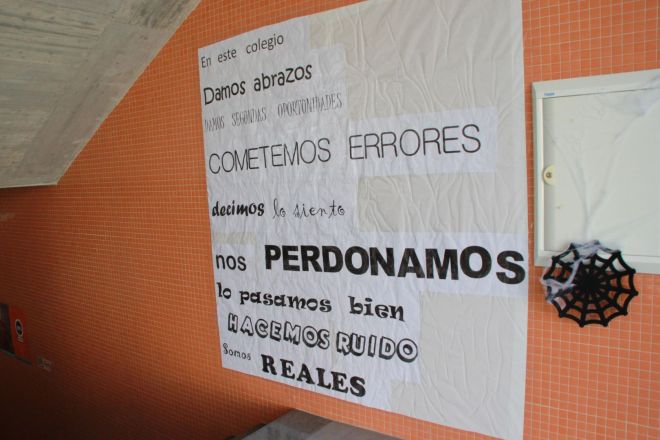 En este colegio
Damos abrazos
DAMOS SEGUNDAS OPORTUNIDADES
COMETEMOS ERRORES
decimos lo siento
nos PERDONAMOS
lo pasamos bien
HACEMOS RUIDO
Somos REALES